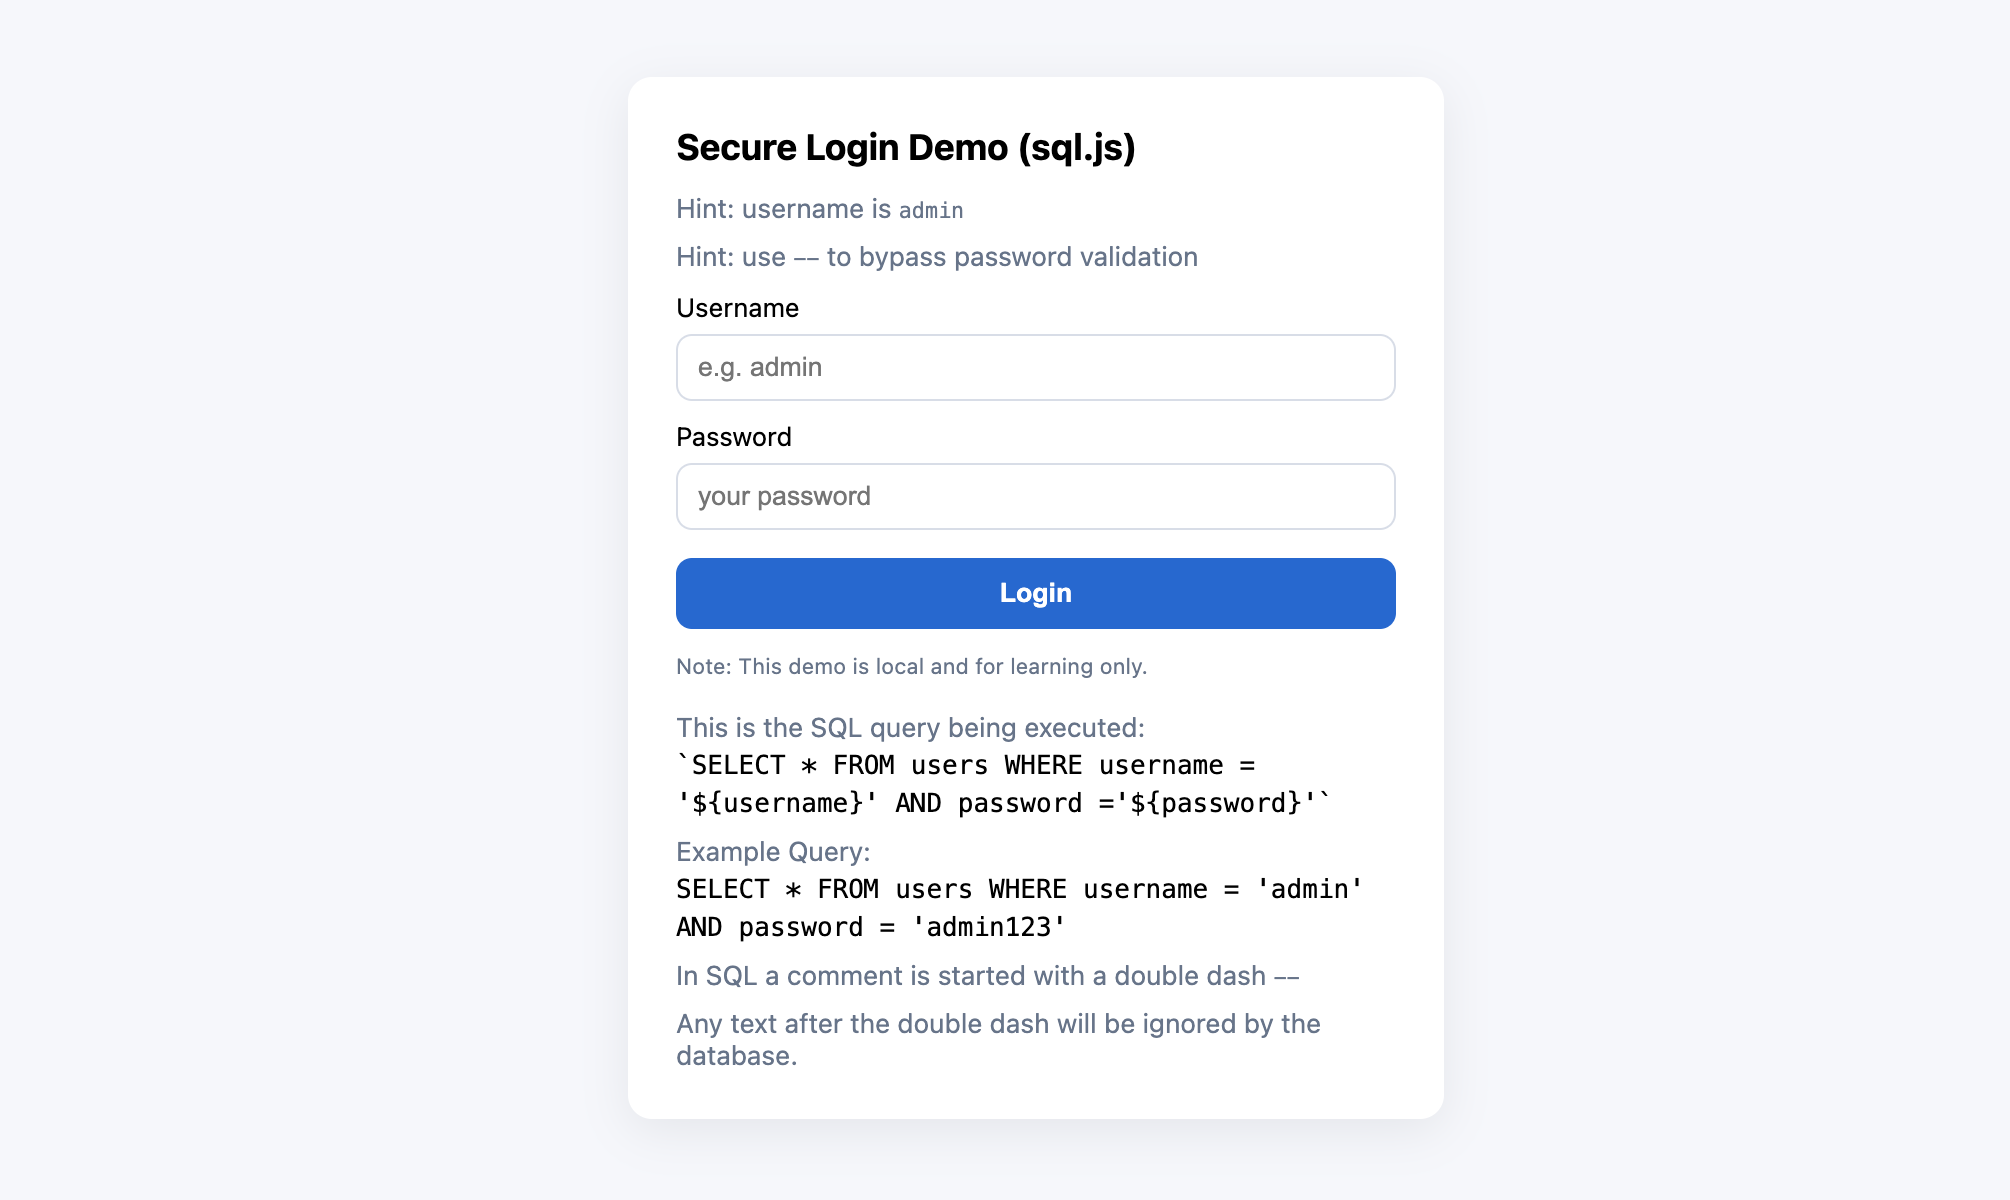 Secure Login Demo (sql.js)
Hint: username is admin
Hint: use -- to bypass password validation
Username
e.g. admin
Password
your password
Login
Note: This demo is local and for learning only.
This is the SQL query being executed:
`SELECT * FROM users WHERE username =
'${username}' AND password ='${password}'`
Example Query:
SELECT * FROM users WHERE username = 'admin'
AND password = 'admin123'
In SQL a comment is started with a double dash --
Any text after the double dash will be ignored by the
database.